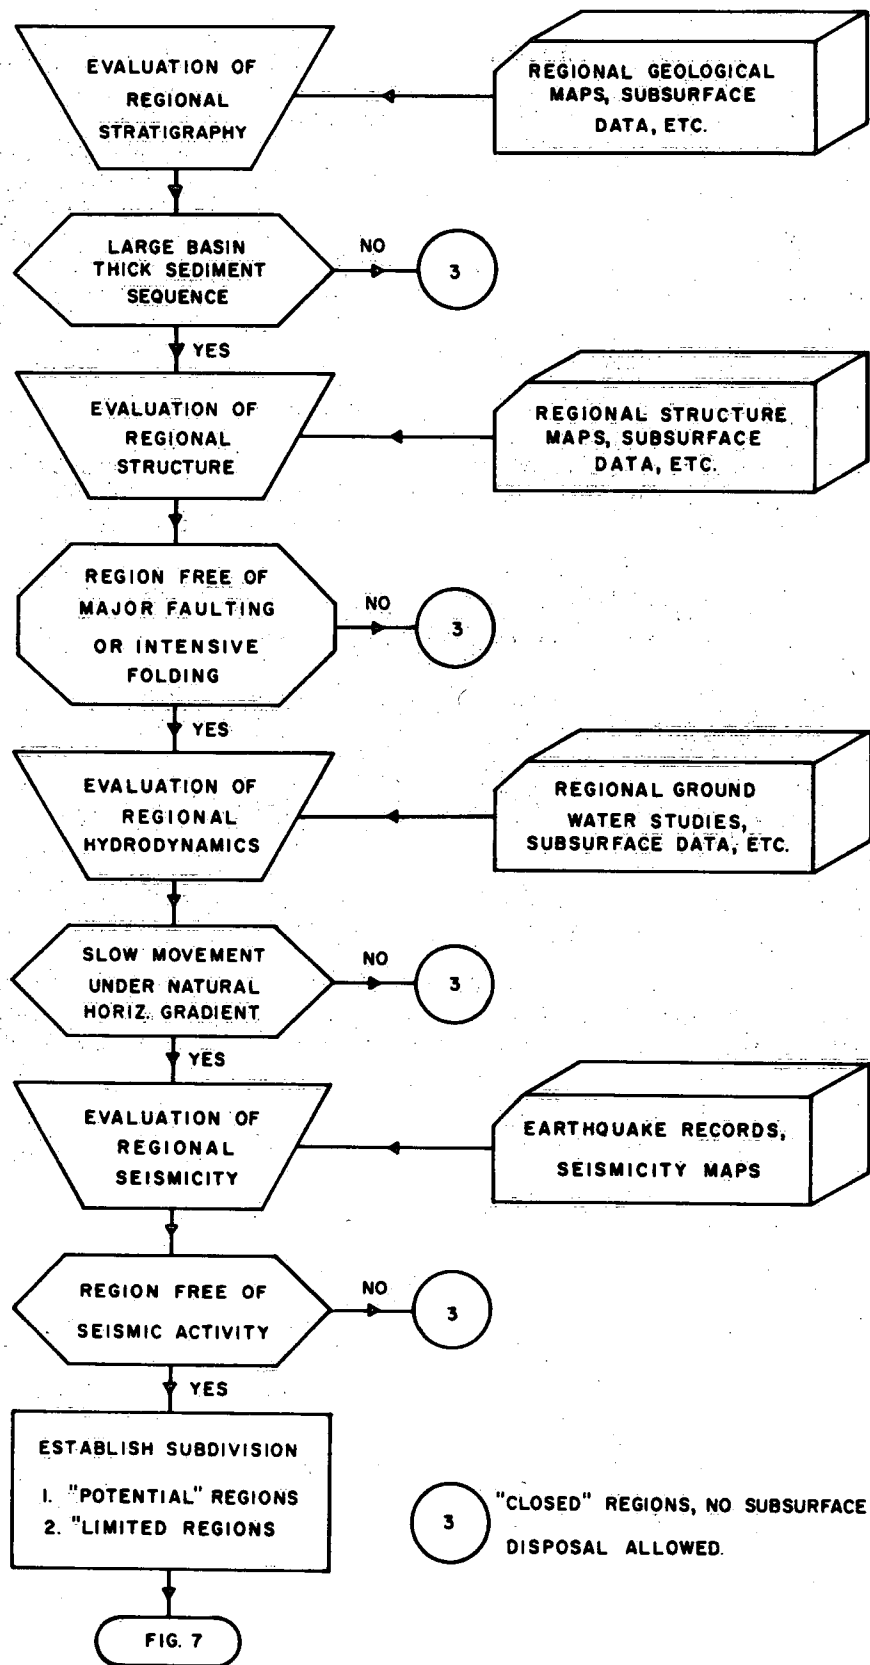 EVALUATION OF
REGIONAL
STRATIGRAPHY
REGIONAL GEOLOGICAL
MAPS, SUBSURFACE
DATA, ETC.
LARGE BASIN
THICK SEDIMENT
SEQUENCE
NO
3
YES
EVALUATION OF
REGIONAL
STRUCTURE
REGIONAL STRUCTURE
MAPS, SUBSURFACE
DATA, ETC.
REGION FREE OF
MAJOR FAULTING
OR INTENSIVE
FOLDING
NO
3
YES
EVALUATION OF
REGIONAL
HYDRODYNAMICS
REGIONAL GROUND
WATER STUDIES,
SUBSURFACE DATA, ETC.
SLOW MOVEMENT
UNDER NATURAL
HORIZ. GRADIENT
NO
3
YES
EVALUATION OF
REGIONAL
SEISMICITY
EARTHQUAKE RECORDS,
SEISMICITY MAPS
REGION FREE OF
SEISMIC ACTIVITY
NO
3
YES
ESTABLISH SUBDIVISION
1. "POTENTIAL" REGIONS
2. "LIMITED REGIONS
3
"CLOSED" REGIONS, NO SUBSURFACE
DISPOSAL ALLOWED.
FIG. 7